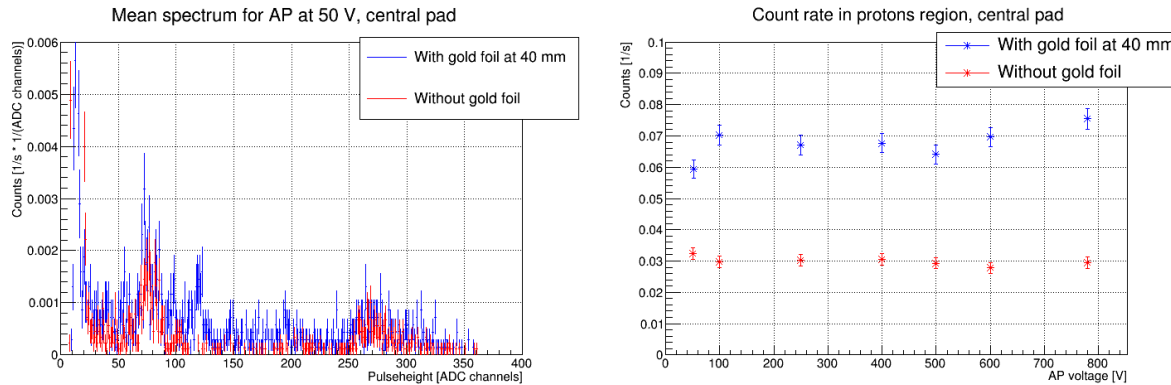 Mean spectrum for AP at 50 V, central pad
Counts [1/s * 1/(ADC channels)]
0.006
0.005
0.004
0.003
0.002
0.001
0
With gold foil at 40 mm
Without gold foil
0 50 100 150 200 250 300 350 400
Pulseheight [ADC channels]
Count rate in protons region, central pad
Counts [1/s]
0.1
0.09
0.08
0.07
0.06
0.05
0.04
0.03
0.02
0.01
0
With gold foil at 40 mm
Without gold foil
0 100 200 300 400 500 600 700 800
AP voltage [V]